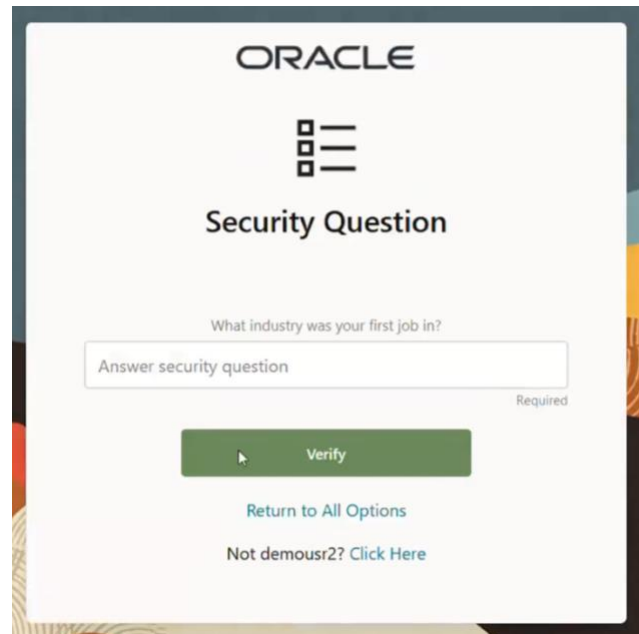 ORACLE
Security Question
What industry was your first job in?
Answer security question
Required
Verify
Return to All Options
Not demousr2? Click Here